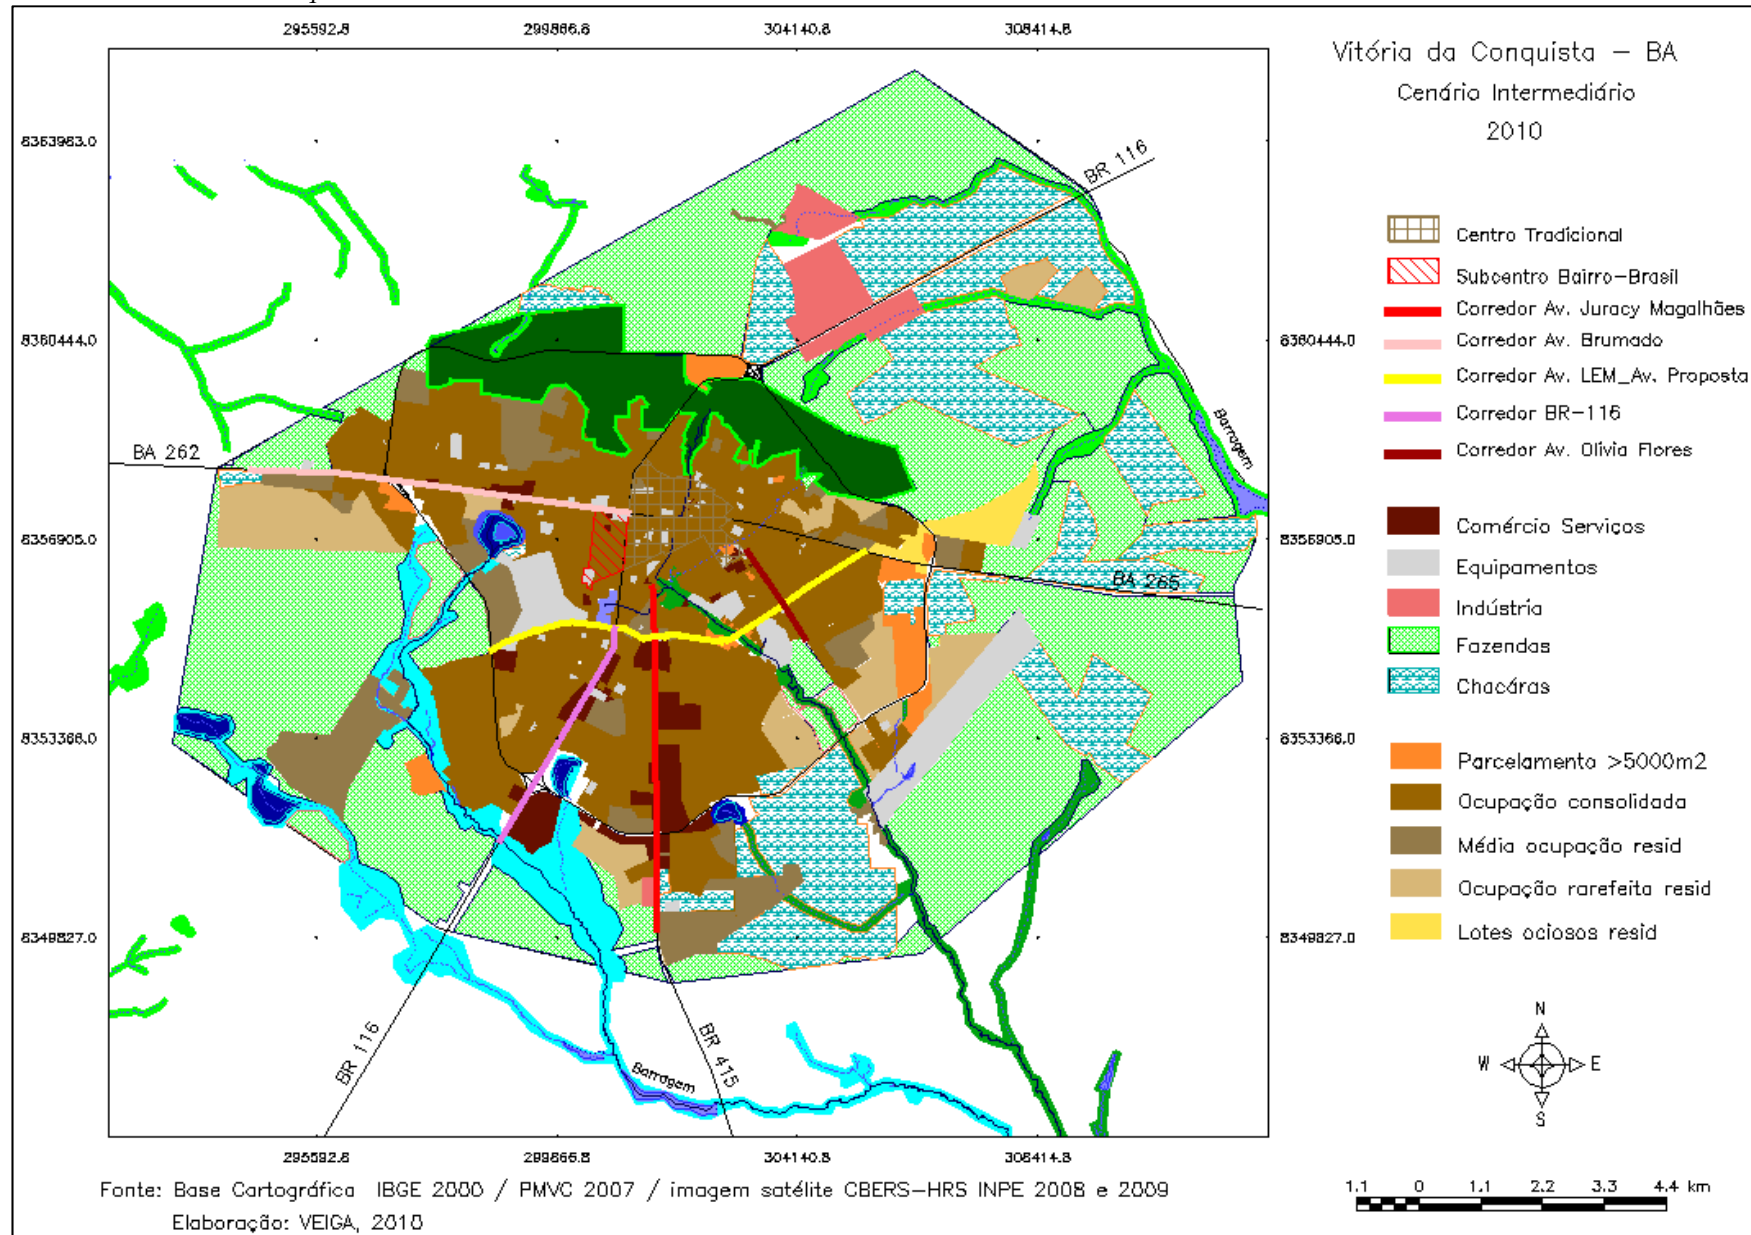 295592.8 299866.8 304140.8 308414.8
Vitória da Conquista – BA
Cenário Intermediário
2010
8363983.0
BR 116
Centro Tradicional
Subcentro Bairro-Brasil
Corredor Av. Juracy Magalhães
8360444.0 8360444.0
Corredor Av. Brumado
Corredor Av. LEM_Av. Proposta
Corredor BR-116
Barragem
BA 262
Corredor Av. Olivia Flores
Comércio Serviços
8356905.0 8356905.0
Equipamentos
BA 265
Indústria
Fazendas
Chacáras
8353366.0 8353366.0
Parcelamento >5000m2
Ocupação consolidada
Média ocupação resid
Ocupação rarefeita resid
8349827.0 8349827.0
Lotes ociosos resid
BR 116
BR 415
Barragem
N
W E
S
295592.8 299866.8 304140.8 308414.8
Fonte: Base Cartográfica IBGE 2000 / PMVC 2007 / imagem satélite CBERS–HRS INPE 2008 e 2009
1.1 0 1.1 2.2 3.3 4.4 km
Elaboração: VEIGA, 2010